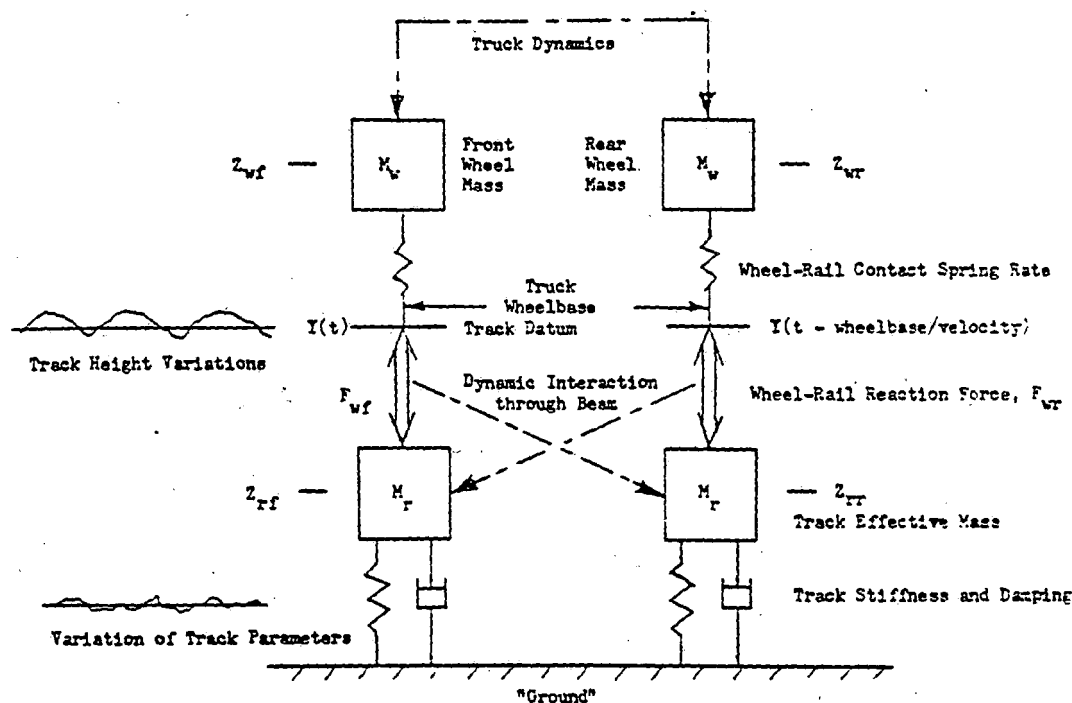 Truck Dynamics
Z_wf
M_w
Front
Wheel
Mass
Rear
Wheel
Mass
M_w
Z_wr
Wheel-Rail Contact Spring Rate
Truck
Wheelbase
Y(t)
Track Datum
Y(t - wheelbase/velocity)
Track Height Variations
F_wf
Dynamic Interaction
through Beam
Wheel-Rail Reaction Force, F_wr
Z_rf
M_r
M_r
Z_rr
Track Effective Mass
Track Stiffness and Damping
Variation of Track Parameters
"Ground"